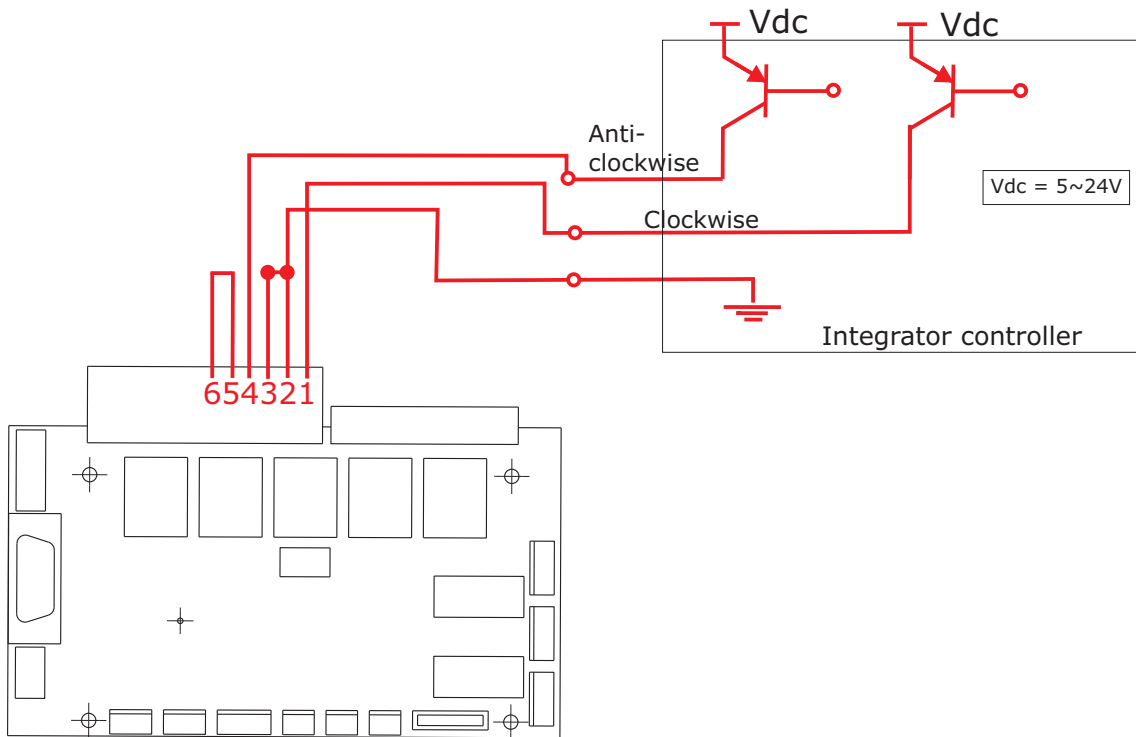 Vdc
Vdc
Anti-
clockwise
Vdc = 5~24V
Clockwise
Integrator controller
654321